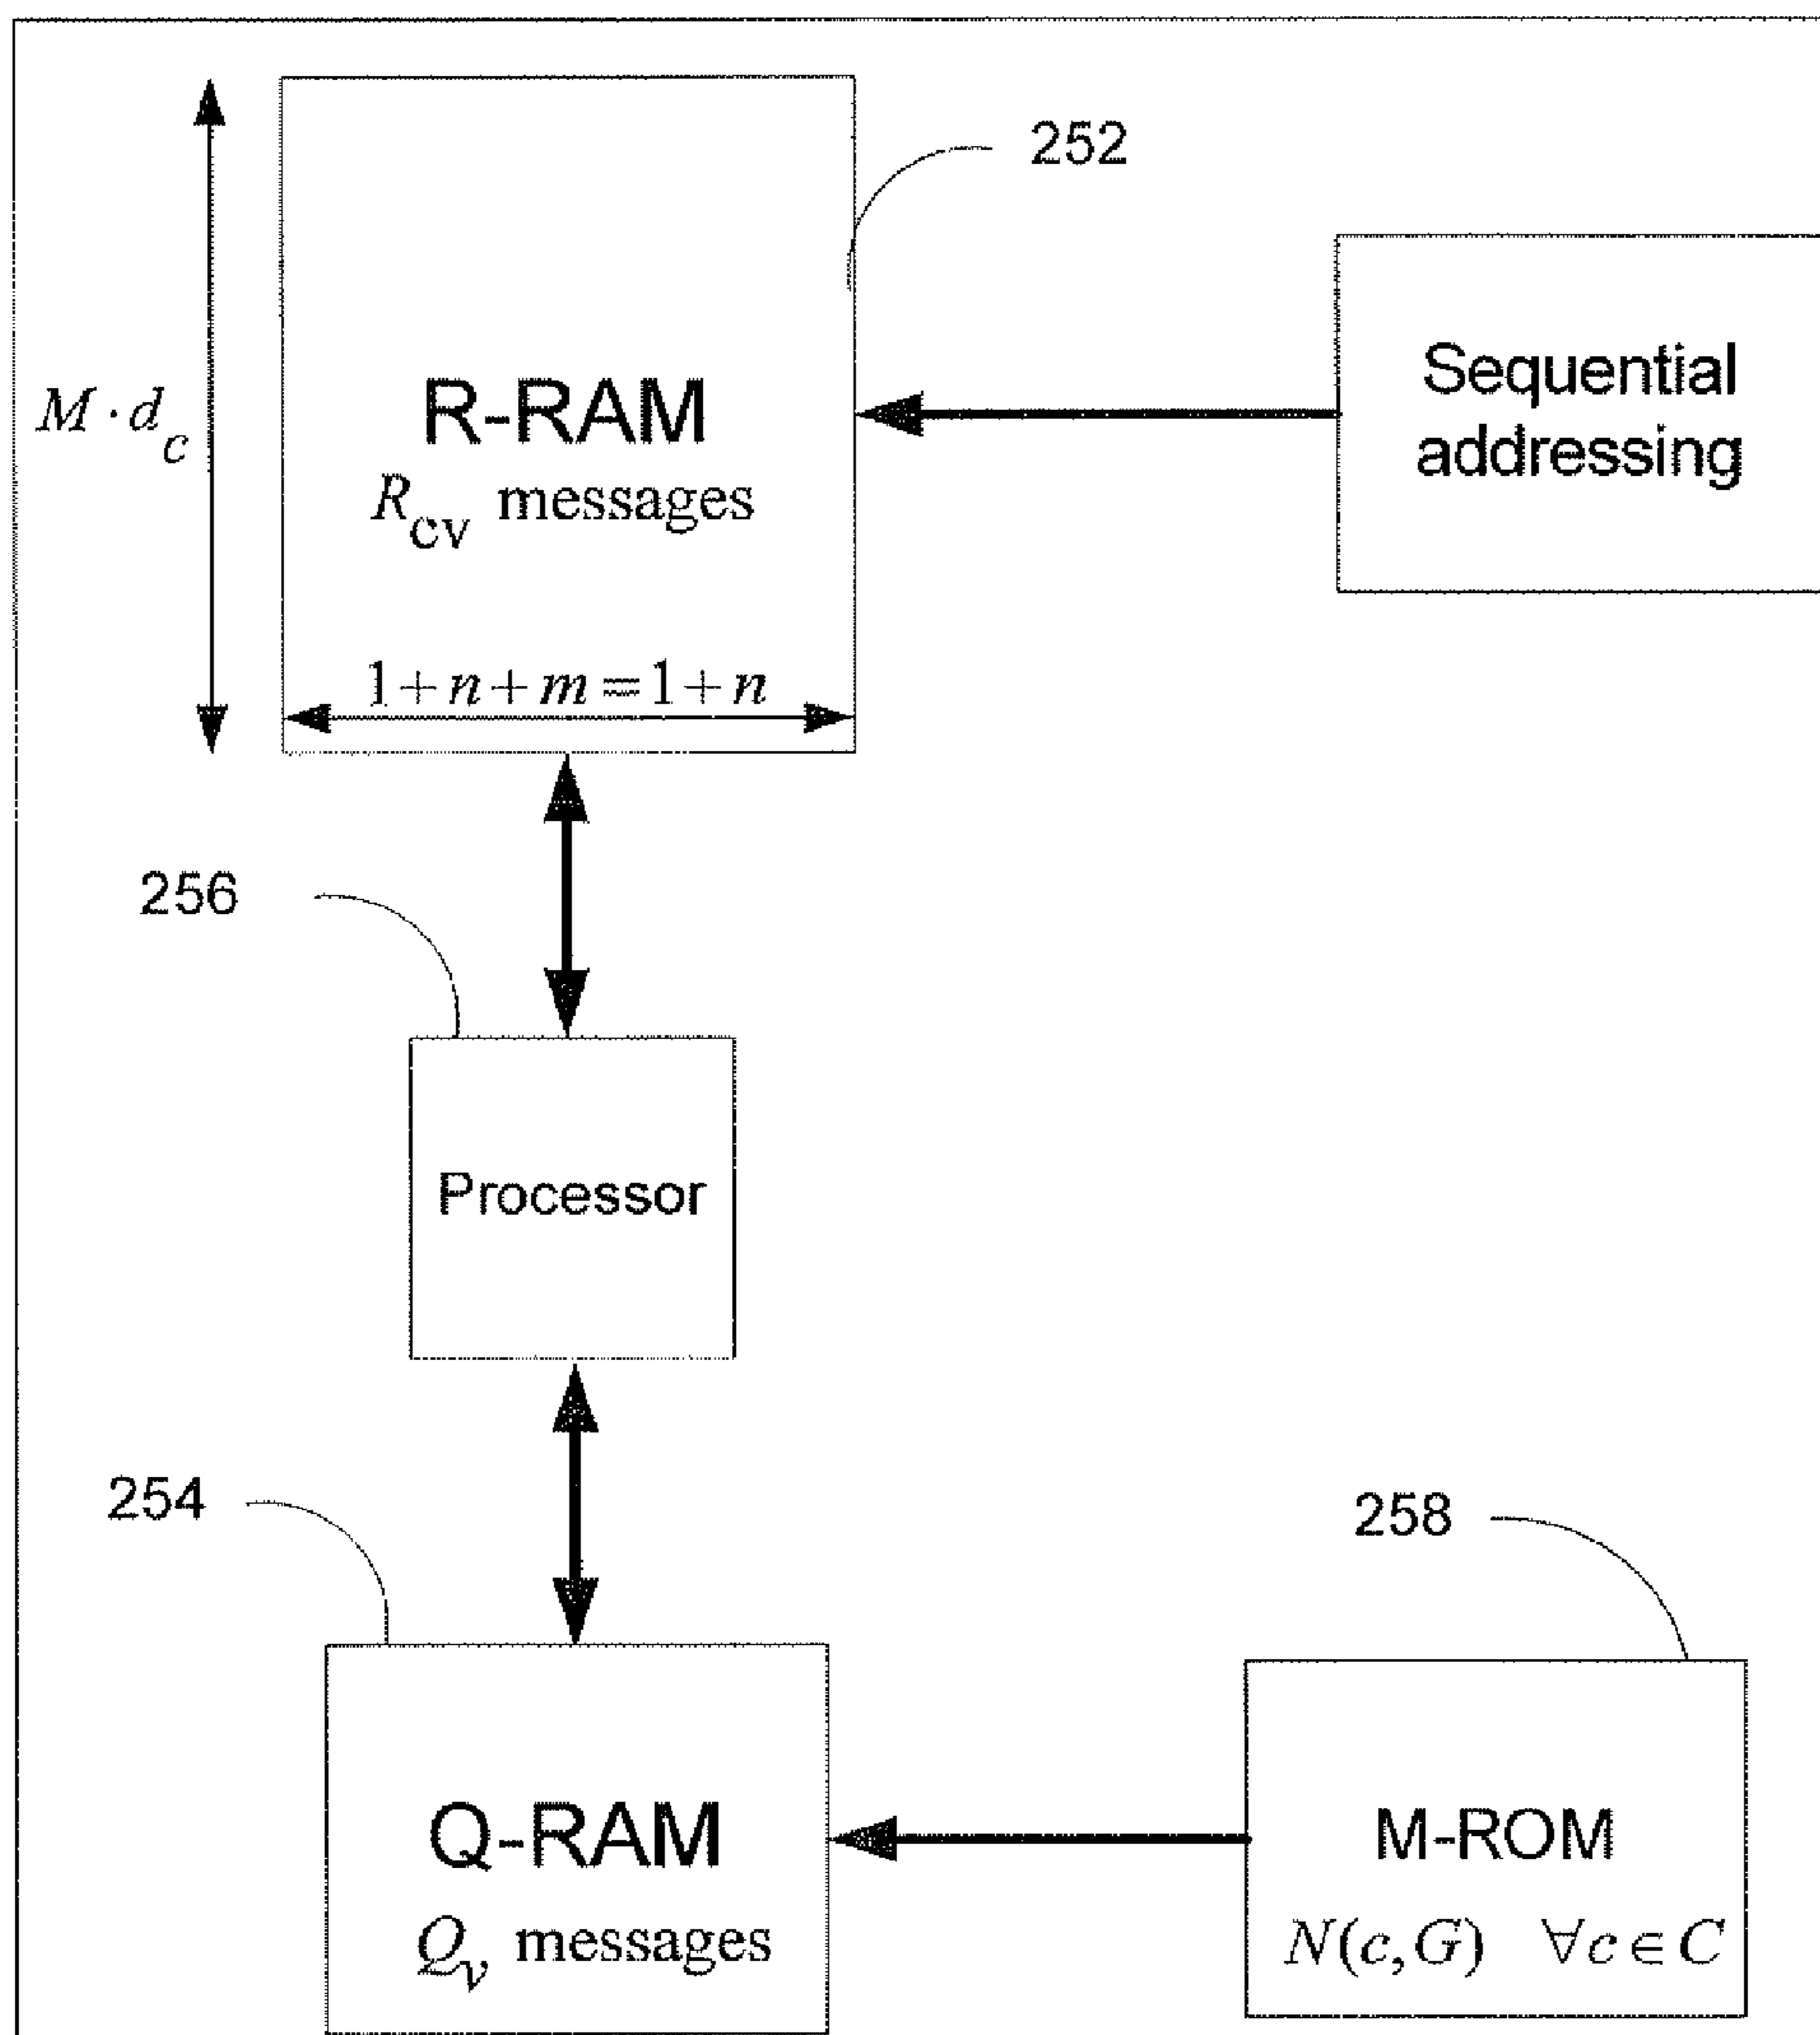 252
R-RAM
R_cv messages
M · d_c
1+n+m=1+n
Sequential
addressing
256
Processor
254
258
Q-RAM
Q_v messages
M-ROM
N(c,G) ∀c∈C